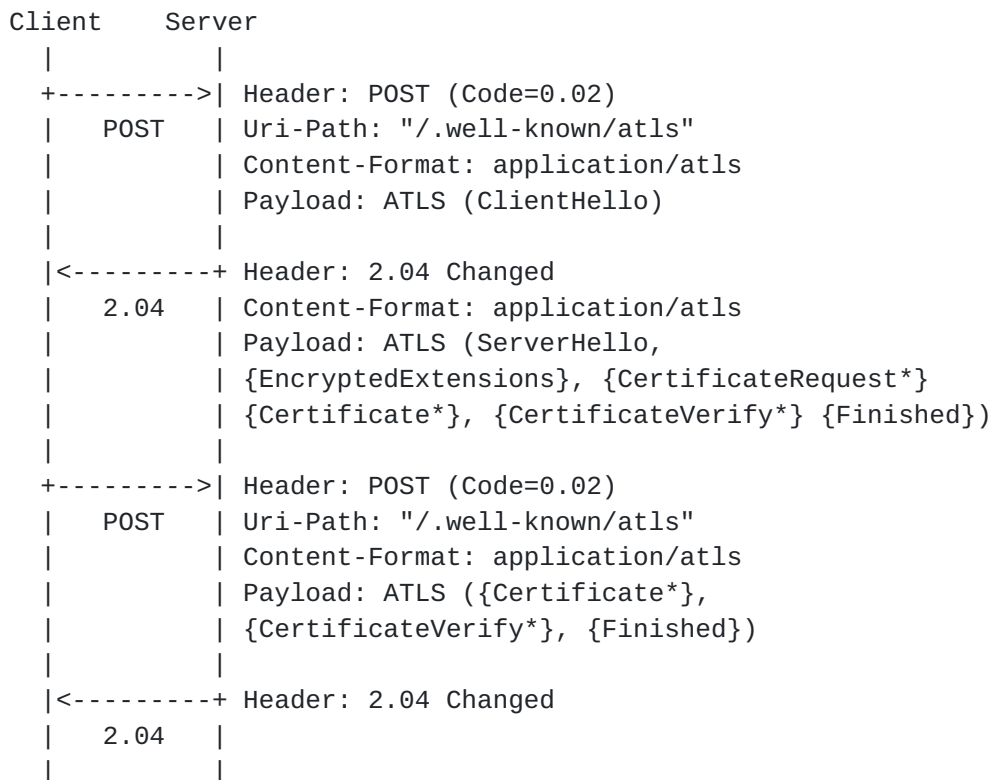 Client    Server
  |          |
  +--------->| Header: POST (Code=0.02)
  |   POST   | Uri-Path: "/.well-known/atls"
  |          | Content-Format: application/atls
  |          | Payload: ATLS (ClientHello)
  |          |
  |<---------+ Header: 2.04 Changed
  |   2.04   | Content-Format: application/atls
  |          | Payload: ATLS (ServerHello,
  |          | {EncryptedExtensions}, {CertificateRequest*}
  |          | {Certificate*}, {CertificateVerify*} {Finished})
  |          |
  +--------->| Header: POST (Code=0.02)
  |   POST   | Uri-Path: "/.well-known/atls"
  |          | Content-Format: application/atls
  |          | Payload: ATLS ({Certificate*},
  |          | {CertificateVerify*}, {Finished})
  |          |
  |<---------+ Header: 2.04 Changed
  |   2.04   |
  |          |